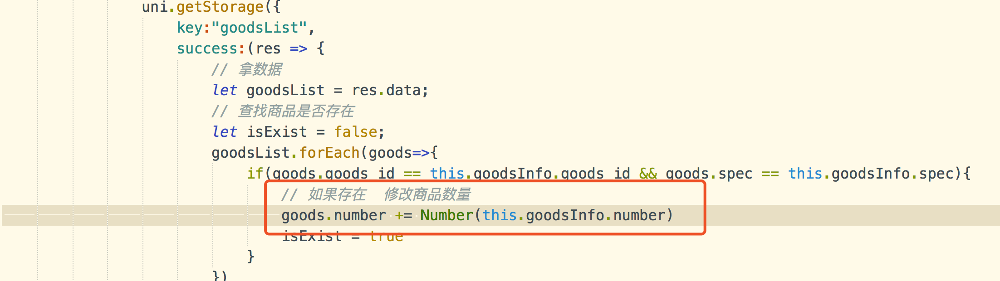 uni.getStorage({
key:"goodsList",
success:(res => {
// 拿数据
let goodsList = res.data;
// 查找商品是否存在
let isExist = false;
goodsList.forEach(goods=>{
if(goods.goods_id == this.goodsInfo.goods_id && goods.spec == this.goodsInfo.spec){
// 如果存在  修改商品数量
goods.number += Number(this.goodsInfo.number)
isExist = true
}
})